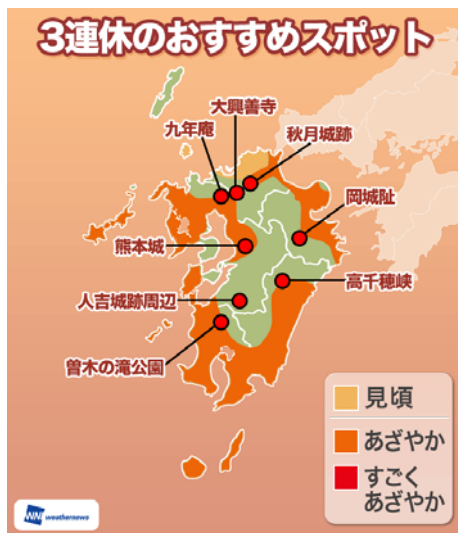 3連休のおすすめスポット
大興善寺
九年庵
秋月城跡
岡城址
熊本城
高千穂峡
人吉城跡周辺
曽木の滝公園
見頃
あざやか
すごく
あざやか
WN weathernews